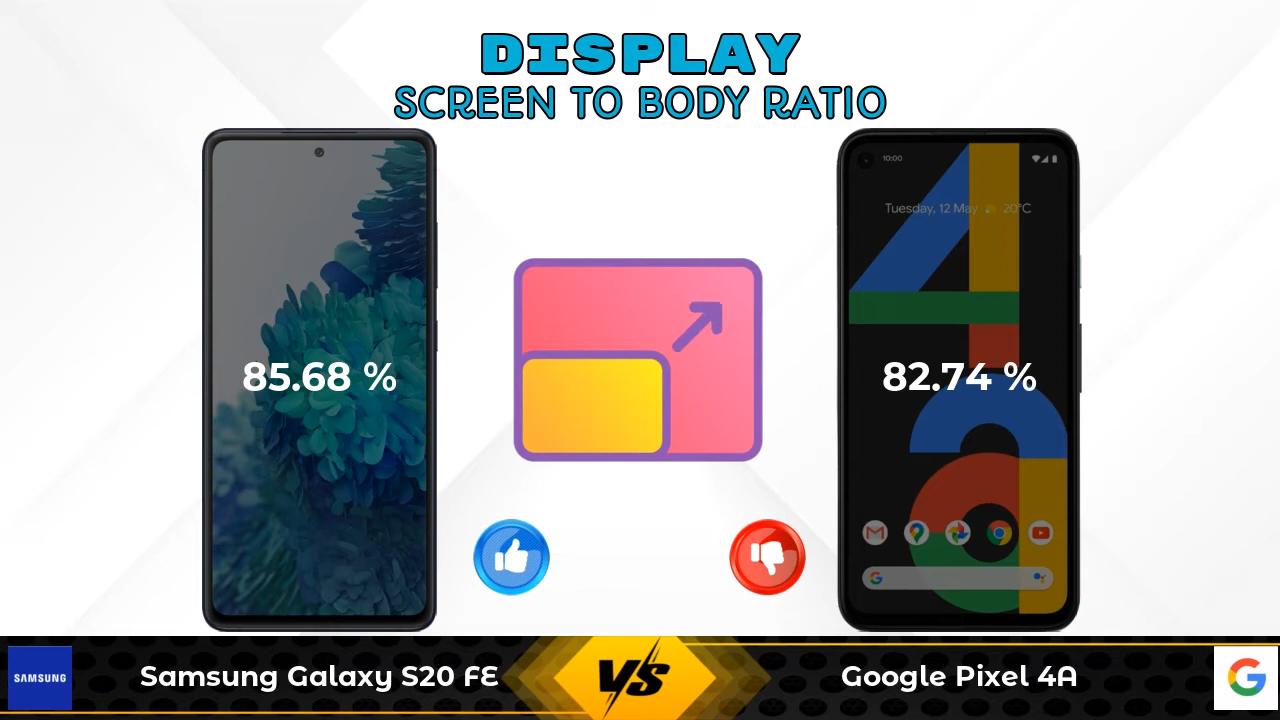 DISPLAY
SCREEN TO BODY RATIO
10:00
Tuesday, 12 May 20°C
85.68 %
82.74 %
SAMSUNG
Samsung Galaxy S20 FE
VS
Google Pixel 4A